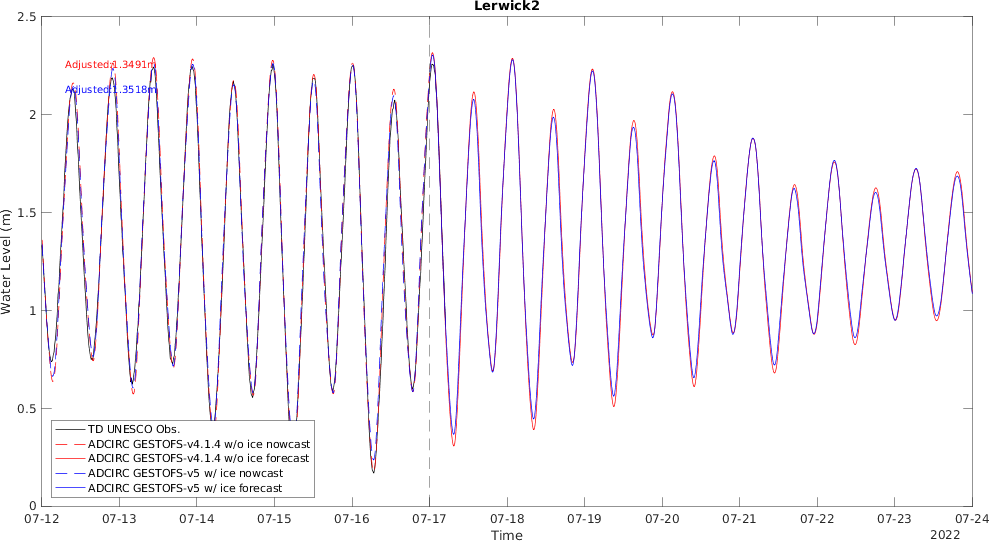 Lerwick2
2.5
2
1.5
1
0.5
0
Water Level (m)
Adjusted:1.3491m
Adjusted:1.3518m
TD UNESCO Obs.
ADCIRC GESTOFS-v4.1.4 w/o ice nowcast
ADCIRC GESTOFS-v4.1.4 w/o ice forecast
ADCIRC GESTOFS-v5 w/ ice nowcast
ADCIRC GESTOFS-v5 w/ ice forecast
07-12 07-13 07-14 07-15 07-16 07-17 07-18 07-19 07-20 07-21 07-22 07-23 07-24
Time
2022